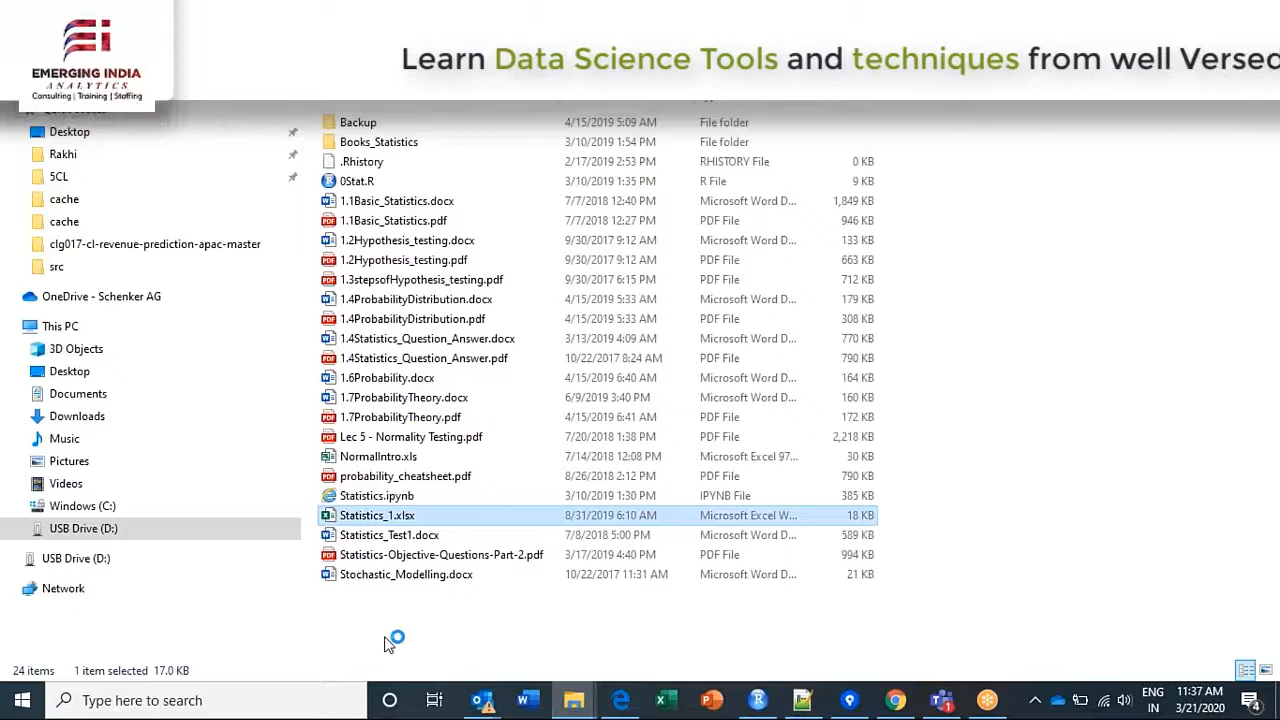 EMERGING INDIA
ANALYTICS
Consulting | Training | Staffing
Learn Data Science Tools and techniques from well Versed
Desktop
Rakhi
5CL
cache
cache
clg017-cl-revenue-prediction-apac-master
src
OneDrive - Schenker AG
This PC
3D Objects
Desktop
Documents
Downloads
Music
Pictures
Videos
Windows (C:)
USB Drive (D:)
USB Drive (D:)
Network
Backup 4/15/2019 5:09 AM File folder
Books_Statistics 3/10/2019 1:54 PM File folder
.Rhistory 2/17/2019 2:53 PM RHISTORY File 0 KB
0Stat.R 3/10/2019 1:35 PM R File 9 KB
1.1Basic_Statistics.docx 7/7/2018 12:40 PM Microsoft Word D... 1,849 KB
1.1Basic_Statistics.pdf 7/7/2018 12:27 PM PDF File 946 KB
1.2Hypothesis_testing.docx 9/30/2017 9:12 AM Microsoft Word D... 133 KB
1.2Hypothesis_testing.pdf 9/30/2017 9:12 AM PDF File 663 KB
1.3stepsofHypothesis_testing.pdf 9/30/2017 6:15 PM PDF File 712 KB
1.4ProbabilityDistribution.docx 4/15/2019 5:33 AM Microsoft Word D... 179 KB
1.4ProbabilityDistribution.pdf 4/15/2019 5:33 AM PDF File 308 KB
1.4Statistics_Question_Answer.docx 3/13/2019 4:09 AM Microsoft Word D... 770 KB
1.4Statistics_Question_Answer.pdf 10/22/2017 8:24 AM PDF File 790 KB
1.6Probability.docx 4/15/2019 6:40 AM Microsoft Word D... 164 KB
1.7ProbabilityTheory.docx 6/9/2019 3:40 PM Microsoft Word D... 160 KB
1.7ProbabilityTheory.pdf 4/15/2019 6:41 AM PDF File 172 KB
Lec 5 - Normality Testing.pdf 7/20/2018 1:38 PM PDF File 2,218 KB
NormalIntro.xls 7/14/2018 12:08 PM Microsoft Excel 97... 30 KB
probability_cheatsheet.pdf 8/26/2018 2:12 PM PDF File 790 KB
Statistics.ipynb 3/10/2019 1:30 PM IPYNB File 385 KB
Statistics_1.xlsx 8/31/2019 6:10 AM Microsoft Excel W... 18 KB
Statistics_Test1.docx 7/8/2018 5:00 PM Microsoft Word D... 589 KB
Statistics-Objective-Questions-Part-2.pdf 3/17/2019 4:40 PM PDF File 994 KB
Stochastic_Modelling.docx 10/22/2017 11:31 AM Microsoft Word D... 21 KB
24 items 1 item selected 17.0 KB
Type here to search
ENG
IN
11:37 AM
3/21/2020
4